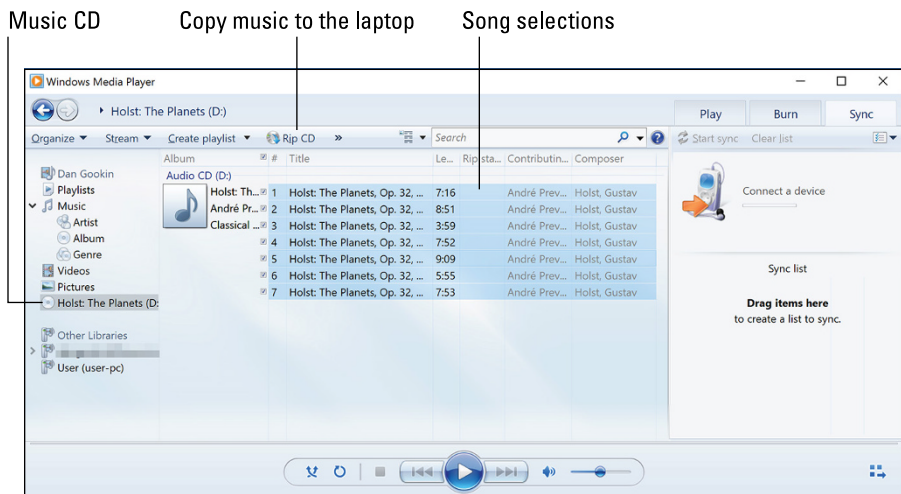 Music CD Copy music to the laptop Song selections
Windows Media Player
Holst: The Planets (D:)
Play Burn Sync
Organize Stream Create playlist Rip CD » Search Start sync Clear list
Album # Title Le... Rip sta... Contributin... Composer
Audio CD (D:)
Holst: Th... 1 Holst: The Planets, Op. 32, ... 7:16 André Prev... Holst, Gustav
André Pr... 2 Holst: The Planets, Op. 32, ... 8:51 André Prev... Holst, Gustav
Classical ... 3 Holst: The Planets, Op. 32, ... 3:59 André Prev... Holst, Gustav
4 Holst: The Planets, Op. 32, ... 7:52 André Prev... Holst, Gustav
5 Holst: The Planets, Op. 32, ... 9:09 André Prev... Holst, Gustav
6 Holst: The Planets, Op. 32, ... 5:55 André Prev... Holst, Gustav
7 Holst: The Planets, Op. 32, ... 7:53 André Prev... Holst, Gustav
Dan Gookin
Playlists
Music
Artist
Album
Genre
Videos
Pictures
Holst: The Planets (D:
Other Libraries
User (user-pc)
Connect a device
Sync list
Drag items here
to create a list to sync.